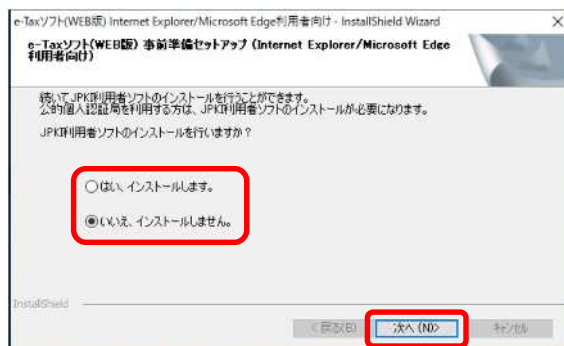 e-Taxソフト(WEB版) Internet Explorer/Microsoft Edge利用者向け - InstallShield Wizard
e-Taxソフト(WEB版) 事前準備セットアップ (Internet Explorer/Microsoft Edge
利用者向け)
続いてJPKI利用者ソフトのインストールを行うことができます。
公的個人認証局を利用する方は、JPKI利用者ソフトのインストールが必要になります。
JPKI利用者ソフトのインストールを行いますか？
はい、インストールします。
いいえ、インストールしません。
InstallShield
< 戻る(B) 次へ (N)> キャンセル